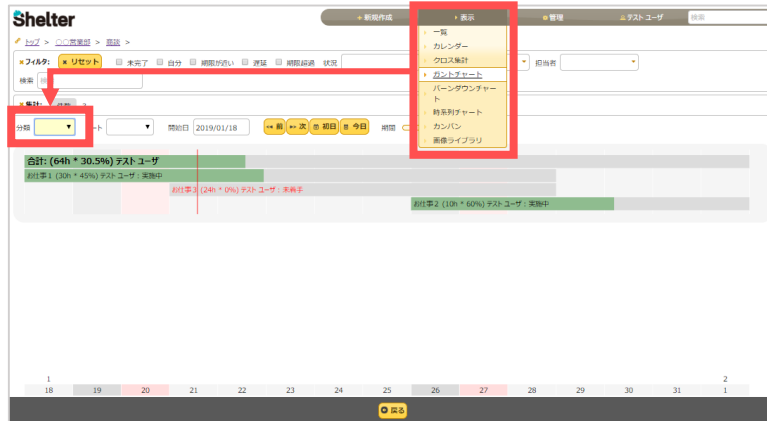 Shelter
新規作成
表示
管理
テストユーザ
検索
トップ > ○○営業部 > 商談 >
一覧
カレンダー
クロス集計
ガントチャート
バーンダウンチャート
時系列チャート
カンバン
画像ライブラリ
フィルタ: リセット 未完了 自分 期限が近い 遅延 期限超過 状況 担当者
検索
集計:
分類 開始日 2019/01/18 前 次 初日 今日 期間
合計: (64h * 30.5%) テスト ユーザ
お仕事1 (30h * 45%) テスト ユーザ : 実施中
お仕事3 (24h * 0%) テスト ユーザ : 未着手
お仕事2 (10h * 60%) テスト ユーザ : 実施中
1 2
18 19 20 21 22 23 24 25 26 27 28 29 30 31 1
戻る